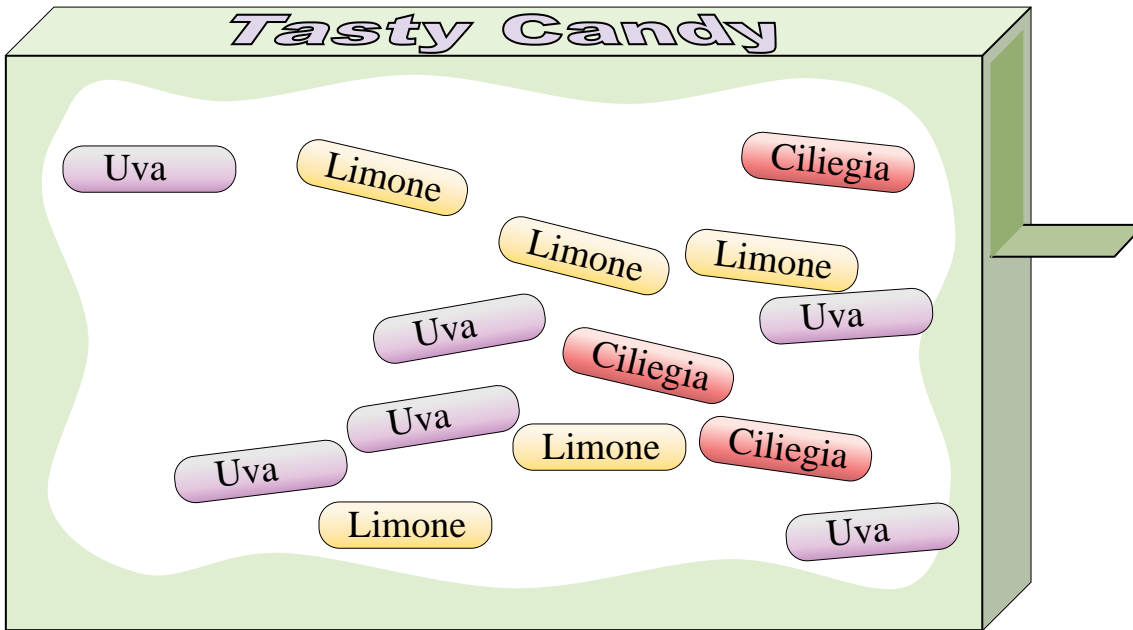 Tasty Candy
Uva
Limone
Ciliegia
Limone
Limone
Uva
Uva
Ciliegia
Uva
Limone
Ciliegia
Uva
Limone
Uva